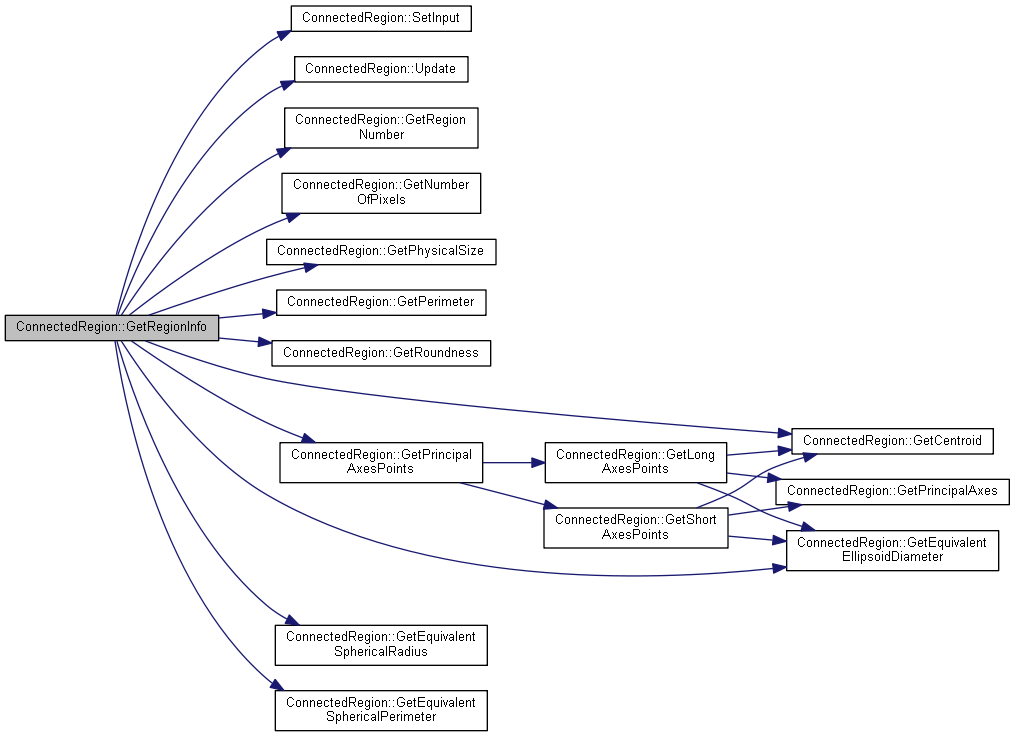 ConnectedRegion::SetInput
ConnectedRegion::Update
ConnectedRegion::GetRegion
Number
ConnectedRegion::GetNumber
OfPixels
ConnectedRegion::GetPhysicalSize
ConnectedRegion::GetPerimeter
ConnectedRegion::GetRegionInfo
ConnectedRegion::GetRoundness
ConnectedRegion::GetPrincipal
AxesPoints
ConnectedRegion::GetLong
AxesPoints
ConnectedRegion::GetCentroid
ConnectedRegion::GetPrincipalAxes
ConnectedRegion::GetShort
AxesPoints
ConnectedRegion::GetEquivalent
EllipsoidDiameter
ConnectedRegion::GetEquivalent
SphericalRadius
ConnectedRegion::GetEquivalent
SphericalPerimeter